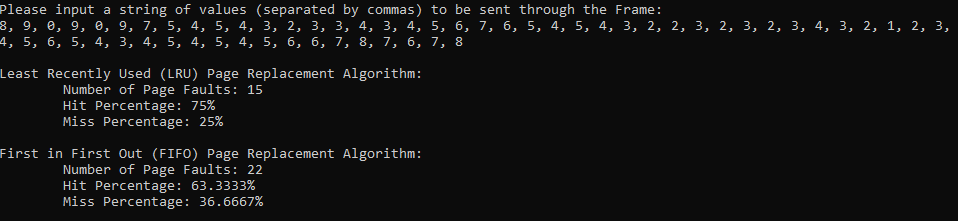 Please input a string of values (separated by commas) to be sent through the Frame:
8, 9, 0, 9, 0, 9, 7, 5, 4, 5, 4, 3, 2, 3, 3, 4, 3, 4, 5, 6, 7, 6, 5, 4, 5, 4, 3, 2, 2, 3, 2, 3, 2, 3, 4, 3, 2, 1, 2, 3,
4, 5, 6, 5, 4, 3, 4, 5, 4, 5, 4, 5, 6, 6, 7, 8, 7, 6, 7, 8
Least Recently Used (LRU) Page Replacement Algorithm:
Number of Page Faults: 15
Hit Percentage: 75%
Miss Percentage: 25%
First in First Out (FIFO) Page Replacement Algorithm:
Number of Page Faults: 22
Hit Percentage: 63.3333%
Miss Percentage: 36.6667%